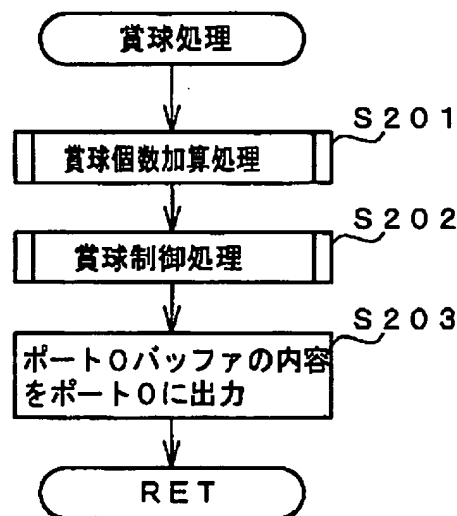 賞球処理
S201
賞球個数加算処理
S202
賞球制御処理
S203
ポート0バッファの内容
をポート0に出力
RET